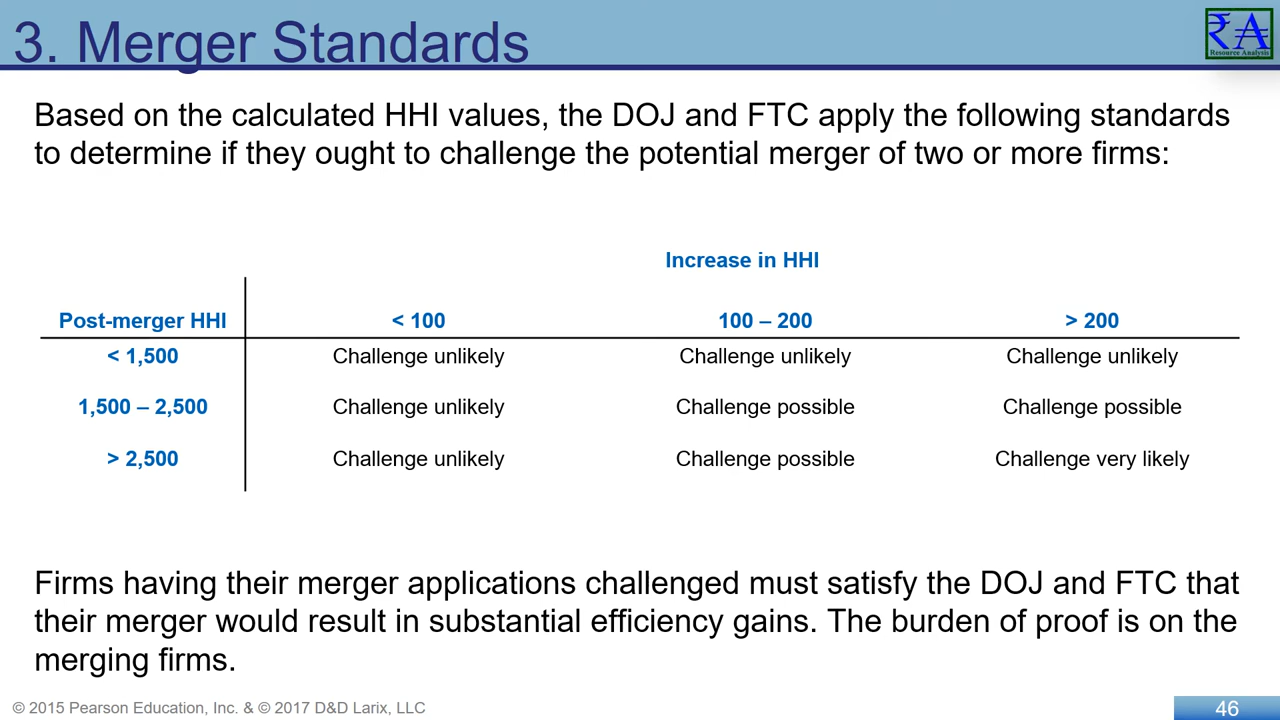 3. Merger Standards
₹A
Resource Analysis
Based on the calculated HHI values, the DOJ and FTC apply the following standards
to determine if they ought to challenge the potential merger of two or more firms:
Increase in HHI
Post-merger HHI < 100 100 – 200 > 200
< 1,500 Challenge unlikely Challenge unlikely Challenge unlikely
1,500 – 2,500 Challenge unlikely Challenge possible Challenge possible
> 2,500 Challenge unlikely Challenge possible Challenge very likely
Firms having their merger applications challenged must satisfy the DOJ and FTC that
their merger would result in substantial efficiency gains. The burden of proof is on the
merging firms.
© 2015 Pearson Education, Inc. & © 2017 D&D Larix, LLC
46